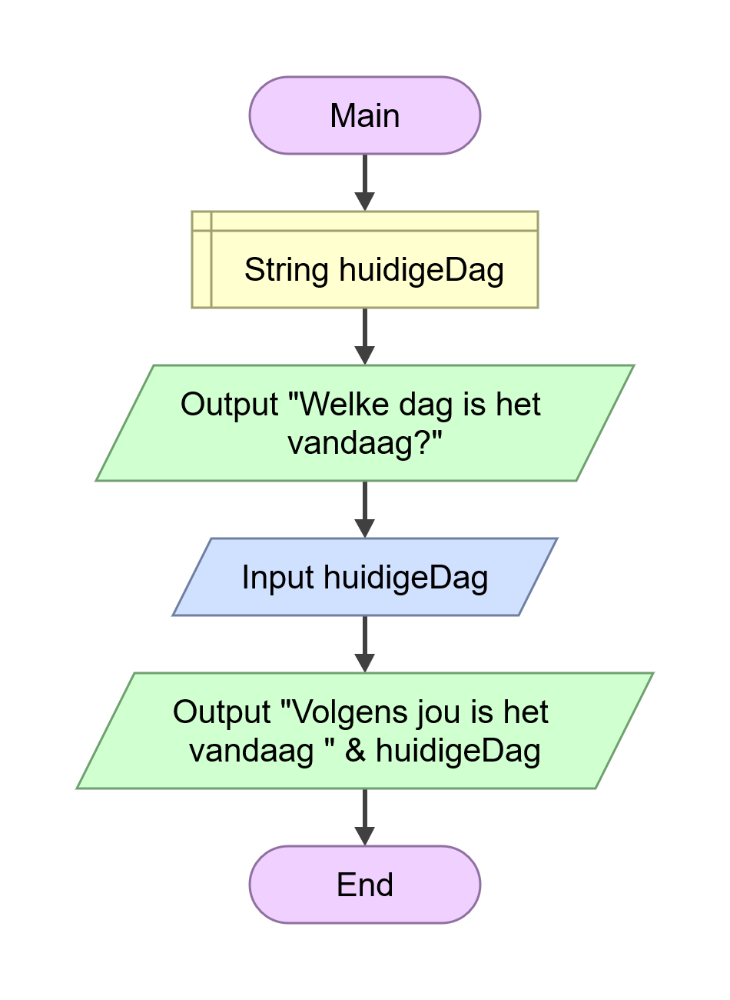 Main
String huidigeDag
Output "Welke dag is het
vandaag?"
Input huidigeDag
Output "Volgens jou is het
vandaag " & huidigeDag
End